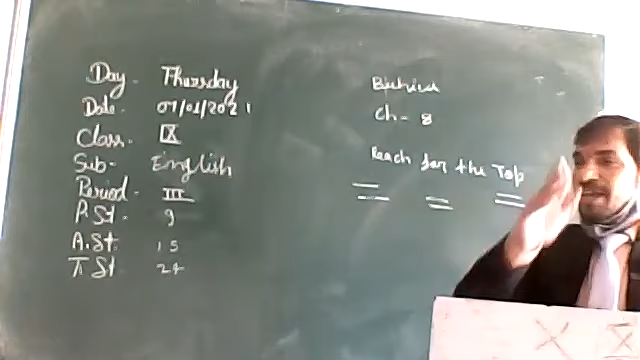 Day - Thursday
Date - 07/01/2021
Class - IX
Sub - English
Period - III
P. St - 9
A. St. 15
T. St 24
Ch - 8
Reach for the Top
X X